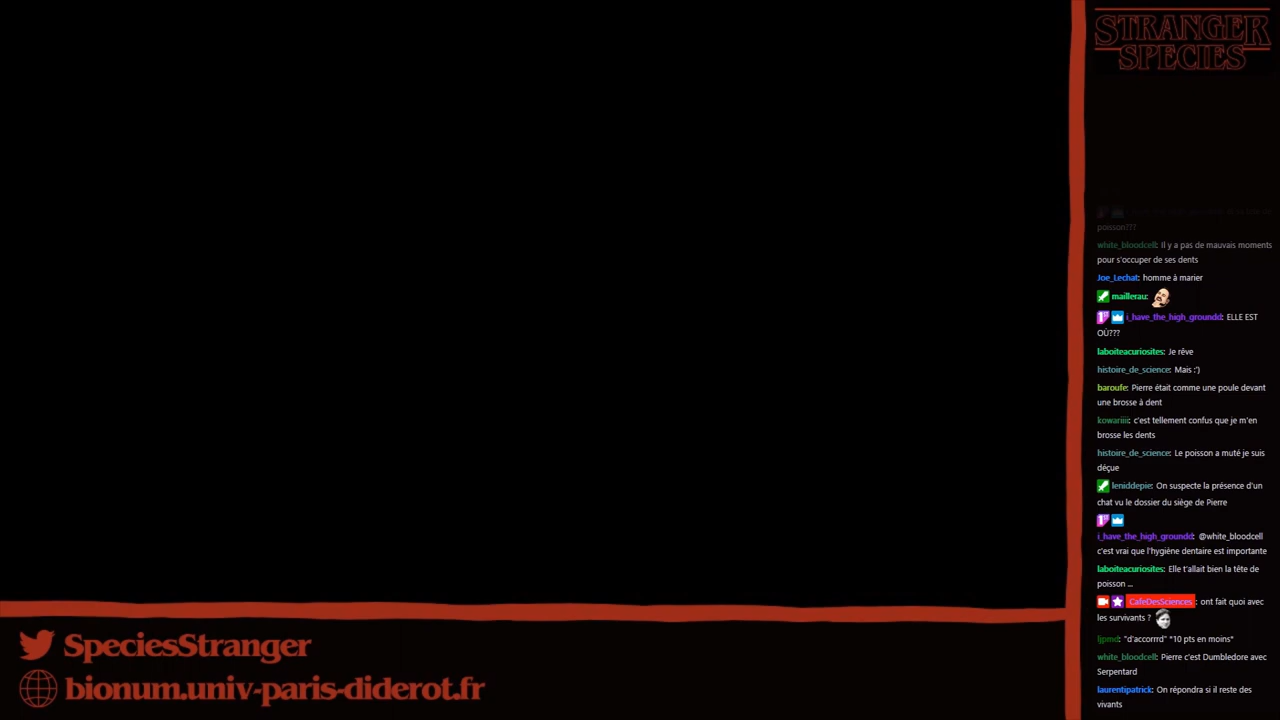 STRANGER
SPECIES
poisson???
white_bloodcell: Il y a pas de mauvais moments
pour s'occuper de ses dents
Joe_Lechat: homme à marier
maillerau:
i_have_the_high_groundd: ELLE EST
OÙ???
laboiteacuriosites: Je rêve
histoire_de_science: Mais :')
baroufe: Pierre était comme une poule devant
une brosse à dent
kowariiii: c'est tellement confus que je m'en
brosse les dents
histoire_de_science: Le poisson a muté je suis
déçue
leniddepie: On suspecte la présence d'un
chat vu le dossier du siège de Pierre
i_have_the_high_groundd: @white_bloodcell
c'est vrai que l'hygiène dentaire est importante
laboiteacuriosites: Elle t'allait bien la tête de
poisson ...
CafeDesSciences: ont fait quoi avec
les survivants ?
ljpmd: "d'accorrrd" *10 pts en moins*
white_bloodcell: Pierre c'est Dumbledore avec
Serpentard
laurentipatrick: On répondra si il reste des
vivants
SpeciesStranger
bionum.univ-paris-diderot.fr